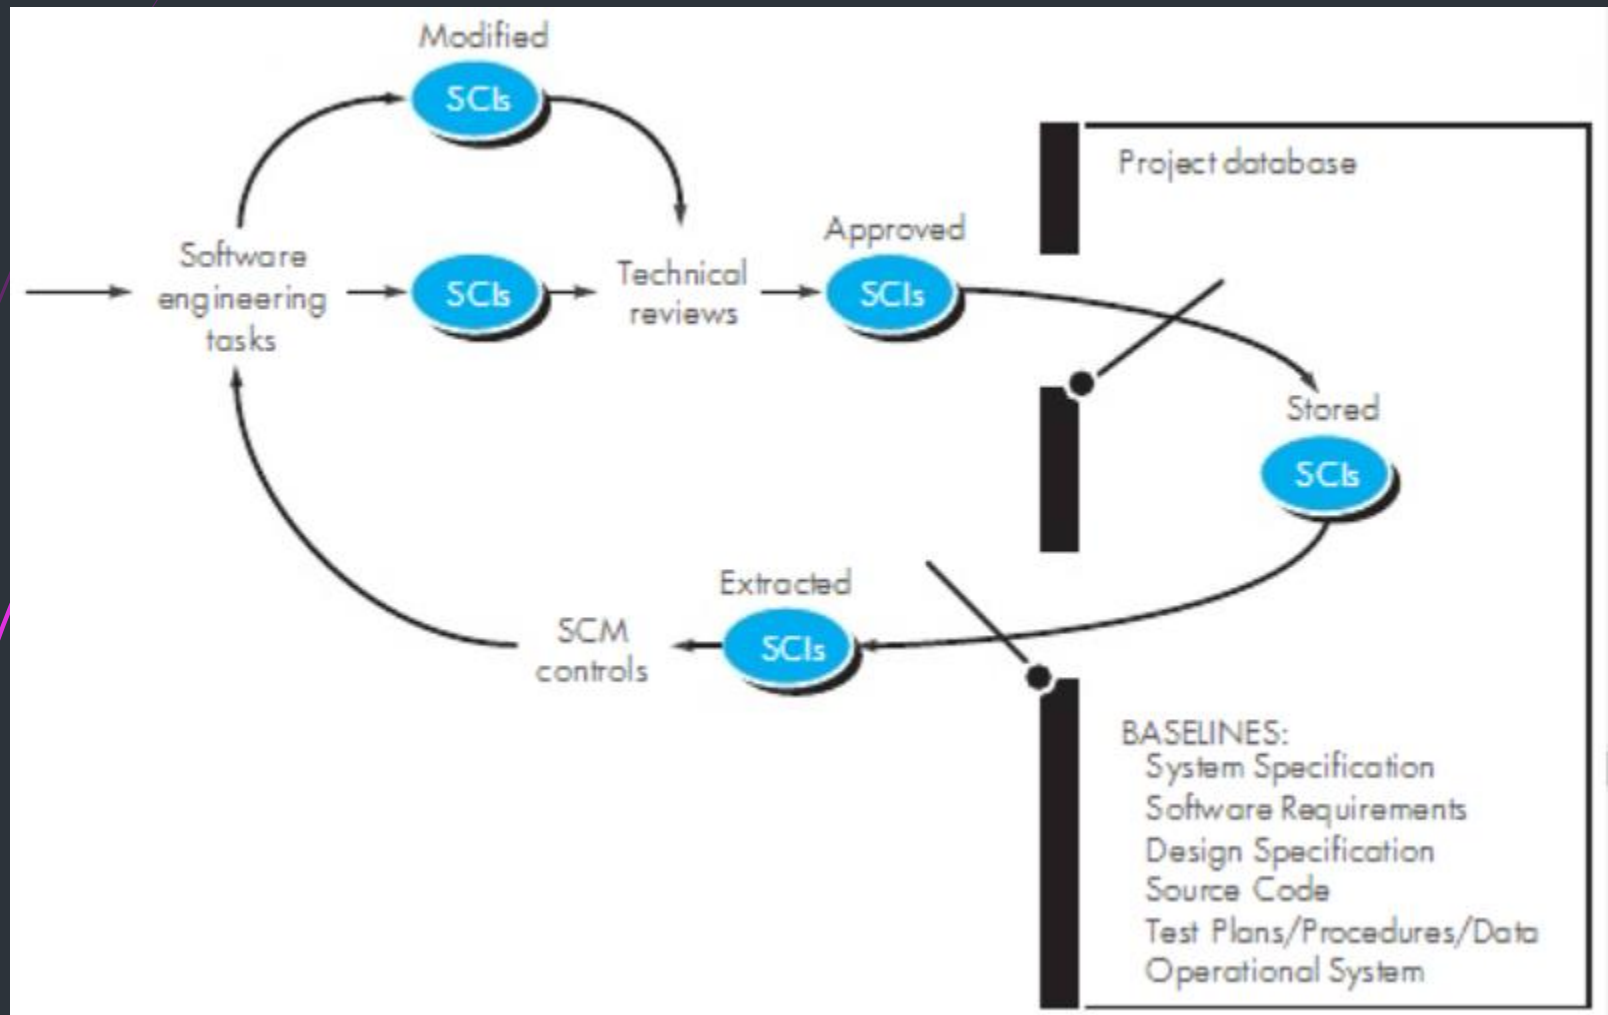 Modified
SCIs
Project database
Approved
Software
engineering
tasks
SCIs
Technical
reviews
SCIs
Stored
SCIs
Extracted
SCM
controls
SCIs
BASELINES:
System Specification
Software Requirements
Design Specification
Source Code
Test Plans/Procedures/Data
Operational System